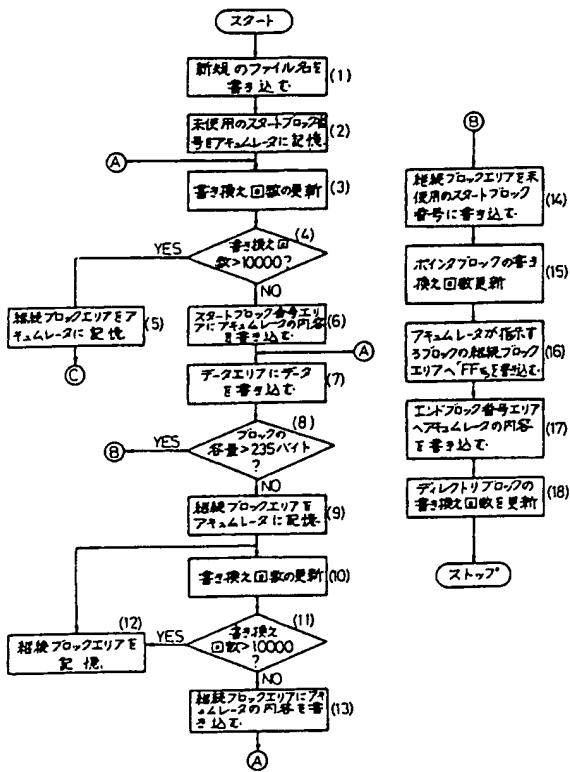 スタート
新規のファイル名を
書き込む.
(1)
未使用のスタートブロック番
号をアキュムレータに記憶.
(2)
A
書き換え回数の更新
(3)
(4)
書き換え回
数>10000?
YES
NO
継続ブロックエリアをア
キュムレータに記憶
(5)
C
スタートブロック番号エリ
アにアキュムレータの内容
を書き込む.
(6)
A
データエリアにデータ
を書き込む.
(7)
(8)
ブロックの
容量>235バイト
?
YES
B
NO
継続ブロックエリアを
アキュムレータに記憶.
(9)
書き換え回数の更新
(10)
(11)
書き換え
回数>10000
?
YES
(12)
継続ブロックエリアを
記憶.
NO
継続ブロックエリアにアキ
ュムレータの内容を書
き込む.
(13)
A
B
継続ブロックエリアを未
使用のスタートブロック
番号に書き込む.
(14)
ポインタブロックの書き
換え回数更新
(15)
アキュムレータが指示す
るブロックの継続ブロック
エリアへ"FF"を書き込む.
(16)
エンドブロック番号エリア
へアキュムレータの内容
を書き込む.
(17)
ディレクトリブロックの
書き換え回数を更新
(18)
ストップ